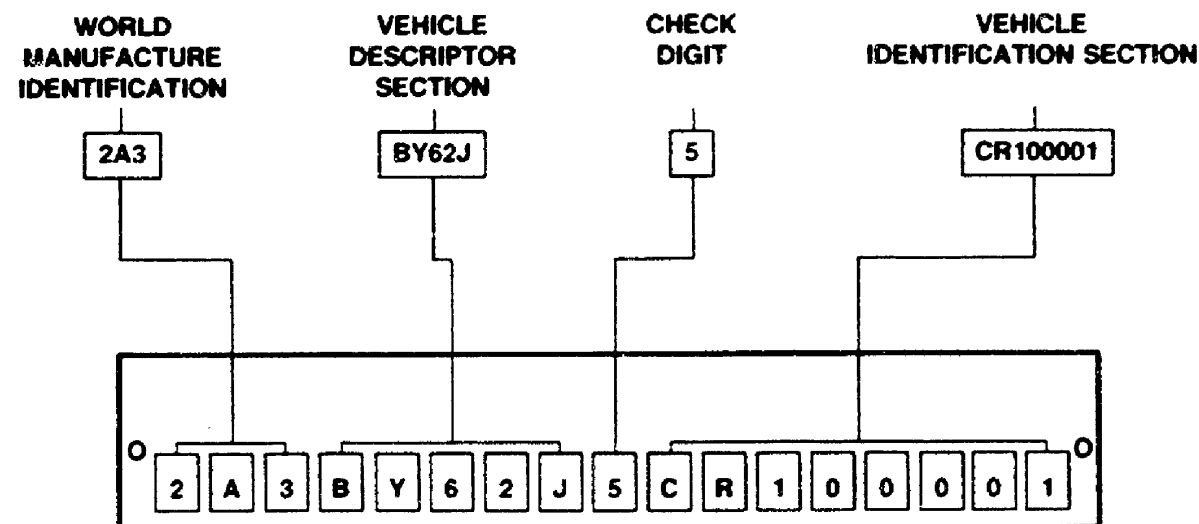 WORLD
MANUFACTURE
IDENTIFICATION
VEHICLE
DESCRIPTOR
SECTION
CHECK
DIGIT
VEHICLE
IDENTIFICATION SECTION
2A3
BY62J
5
CR100001
2 A 3 B Y 6 2 J 5 C R 1 0 0 0 0 1